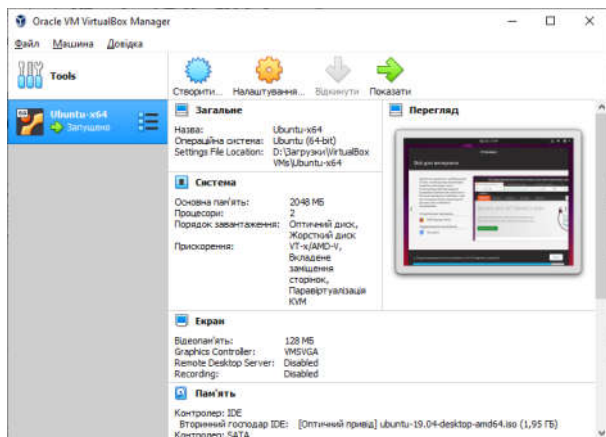 Oracle VM VirtualBox Manager
Файл Машина Довідка
Tools
Створити... Налаштування... Відкинути Показати
Ubuntu-x64
Запущено
Загальне
Назва: Ubuntu-x64
Операційна система: Ubuntu (64-bit)
Settings File Location: D:\Загрузки\VirtualBox
VMs\Ubuntu-x64
Система
Основна пам'ять: 2048 МБ
Процесори: 2
Порядок завантаження: Оптичний диск,
Жорсткий диск
Прискорення: VT-x/AMD-V,
Вкладене
заміщення
сторінок,
Паравіртуалізація
KVM
Перегляд
Екран
Відеопам'ять: 128 МБ
Graphics Controller: VMSVGA
Remote Desktop Server: Disabled
Recording: Disabled
Пам'ять
Контролер: IDE
Вторинний господар IDE: [Оптичний привід] ubuntu-19.04-desktop-amd64.iso (1,95 ГБ)
Контролер: SATA